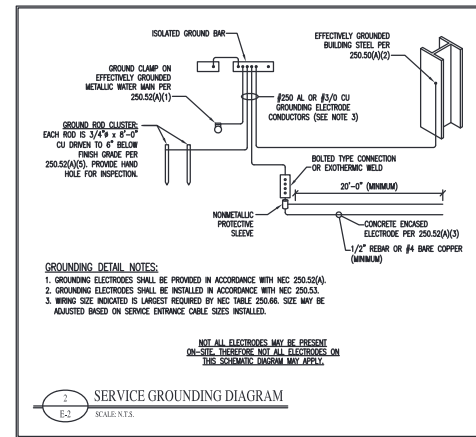 ISOLATED GROUND BAR
EFFECTIVELY GROUNDED
BUILDING STEEL PER
250.50(A)(2)
GROUND CLAMP ON
EFFECTIVELY GROUNDED
METALLIC WATER MAIN PER
250.52(A)(1)
#250 AL OR #3/0 CU
GROUNDING ELECTRODE
CONDUCTORS (SEE NOTE 3)
GROUND ROD CLUSTER:
EACH ROD IS 3/4"ø x 8'-0"
CU DRIVEN TO 6" BELOW
FINISH GRADE PER
250.52(A)(5). PROVIDE HAND
HOLE FOR INSPECTION.
BOLTED TYPE CONNECTION
OR EXOTHERMIC WELD
20'-0" (MINIMUM)
NONMETALLIC
PROTECTIVE
SLEEVE
CONCRETE ENCASED
ELECTRODE PER 250.52(A)(3)
1/2" REBAR OR #4 BARE COPPER
(MINIMUM)
GROUNDING DETAIL NOTES:
1. GROUNDING ELECTRODES SHALL BE PROVIDED IN ACCORDANCE WITH NEC 250.52(A).
2. GROUNDING ELECTRODES SHALL BE INSTALLED IN ACCORDANCE WITH NEC 250.53.
3. WIRING SIZE INDICATED IS LARGEST REQUIRED BY NEC TABLE 250.66. SIZE MAY BE
ADJUSTED BASED ON SERVICE ENTRANCE CABLE SIZES INSTALLED.
NOT ALL ELECTRODES MAY BE PRESENT
ON-SITE, THEREFORE NOT ALL ELECTRODES ON
THIS SCHEMATIC DIAGRAM MAY APPLY.
2
E-2
SERVICE GROUNDING DIAGRAM
SCALE: N.T.S.